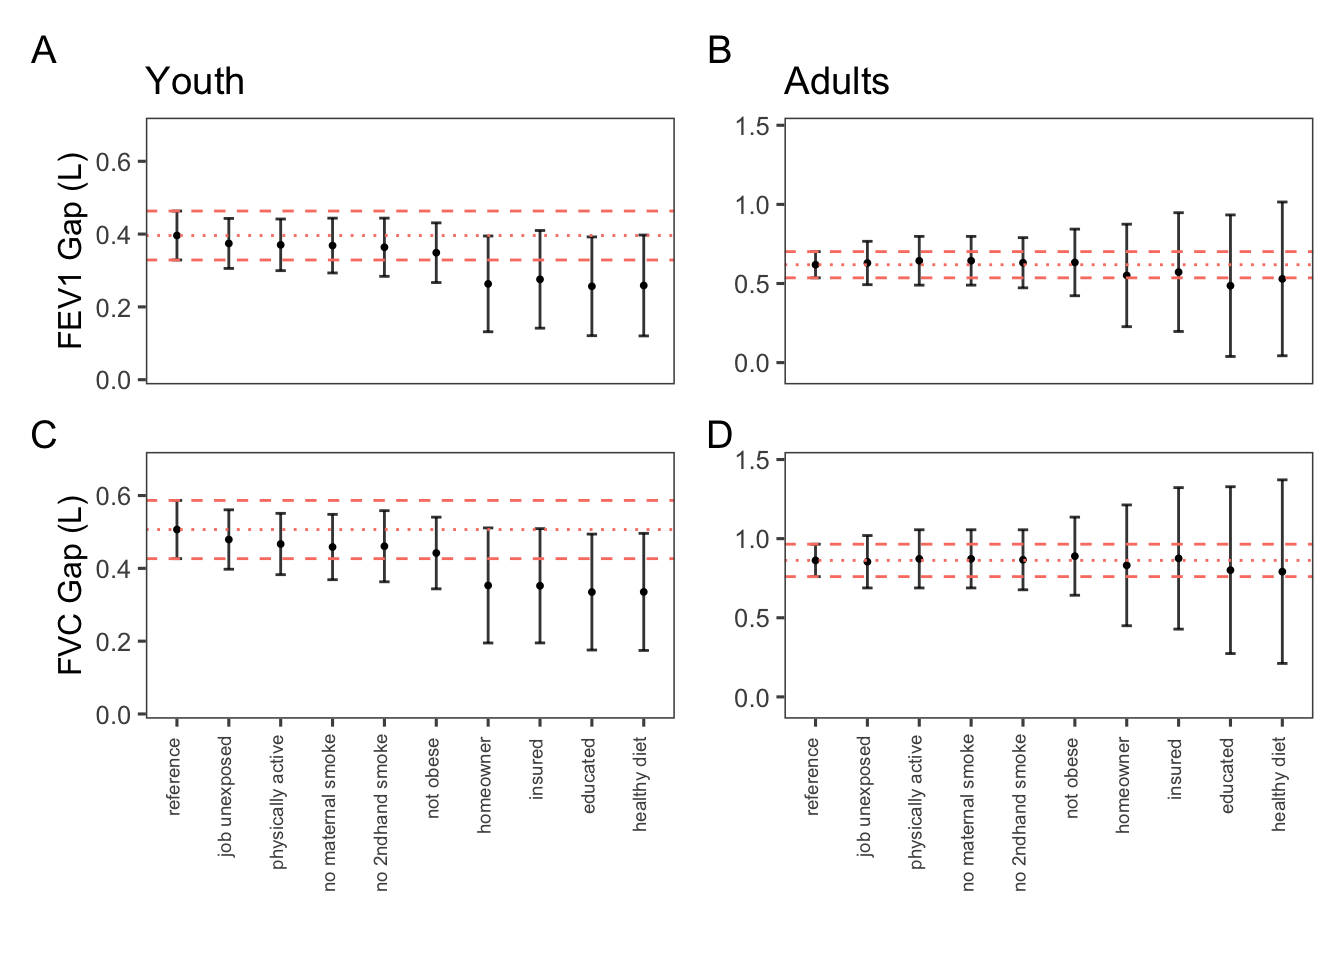 A
Youth
FEV1 Gap (L)
0.6
0.4
0.2
0.0
B
Adults
1.5
1.0
0.5
0.0
C
FVC Gap (L)
0.6
0.4
0.2
0.0
reference
job unexposed
physically active
no maternal smoke
no 2ndhand smoke
not obese
homeowner
insured
educated
healthy diet
D
1.5
1.0
0.5
0.0
reference
job unexposed
physically active
no maternal smoke
no 2ndhand smoke
not obese
homeowner
insured
educated
healthy diet